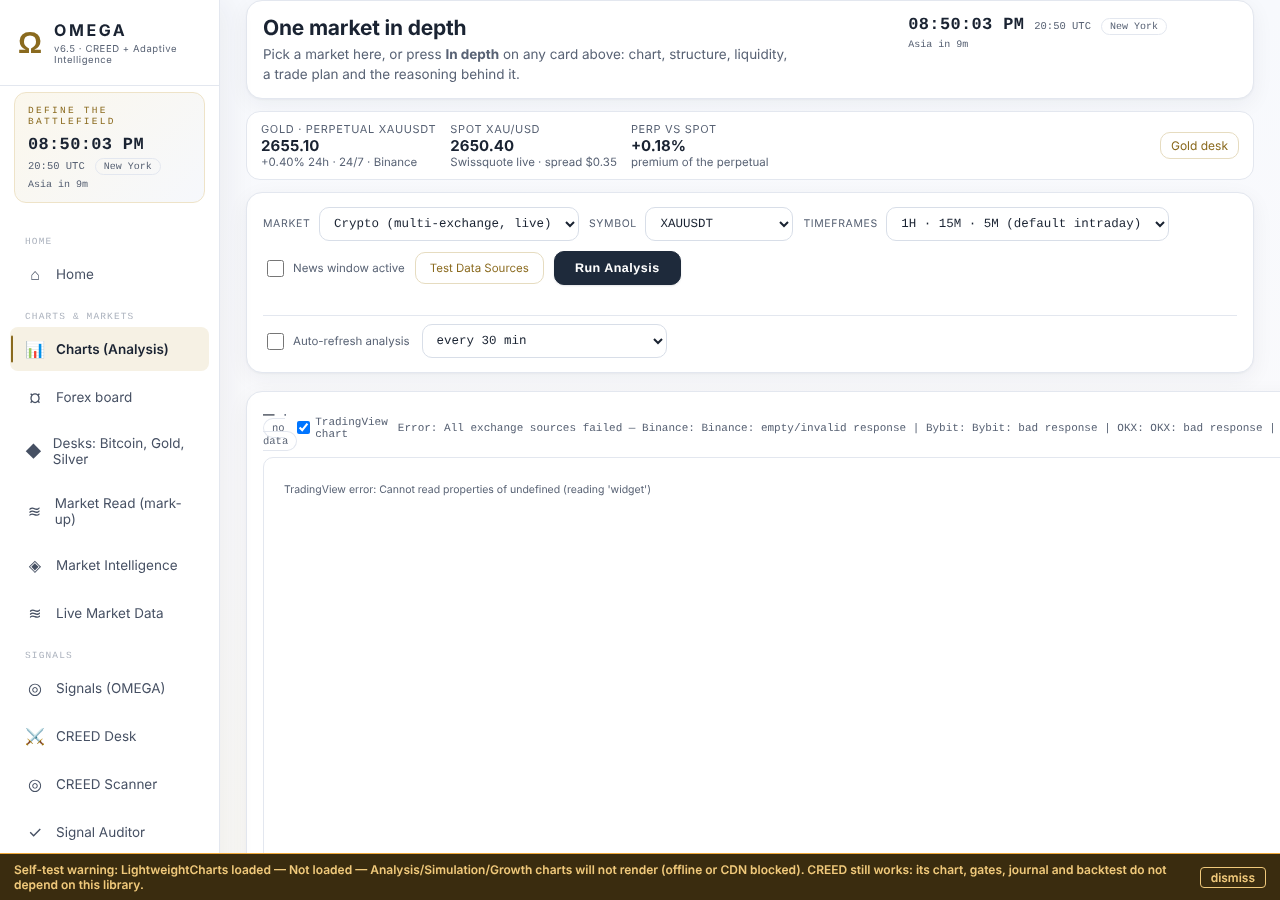 Ω OMEGA
v6.5 · CREED + Adaptive
Intelligence
DEFINE THE
BATTLEFIELD
08:50:03 PM
20:50 UTC New York
Asia in 9m
HOME
Home
CHARTS & MARKETS
Charts (Analysis)
Forex board
Desks: Bitcoin, Gold,
Silver
Market Read (mark-
up)
Market Intelligence
Live Market Data
SIGNALS
Signals (OMEGA)
CREED Desk
CREED Scanner
Signal Auditor
One market in depth
Pick a market here, or press In depth on any card above: chart, structure, liquidity,
a trade plan and the reasoning behind it.
08:50:03 PM 20:50 UTC New York
Asia in 9m
GOLD · PERPETUAL XAUUSDT
2655.10
+0.40% 24h · 24/7 · Binance
SPOT XAU/USD
2650.40
Swissquote live · spread $0.35
PERP VS SPOT
+0.18%
premium of the perpetual
Gold desk
MARKET Crypto (multi-exchange, live) SYMBOL XAUUSDT TIMEFRAMES 1H · 15M · 5M (default intraday)
News window active Test Data Sources Run Analysis
Auto-refresh analysis every 30 min
— ·
no
data
TradingView
chart
Error: All exchange sources failed — Binance: Binance: empty/invalid response | Bybit: Bybit: bad response | OKX: OKX: bad response |
TradingView error: Cannot read properties of undefined (reading 'widget')
Self-test warning: LightweightCharts loaded — Not loaded — Analysis/Simulation/Growth charts will not render (offline or CDN blocked). CREED still works: its chart, gates, journal and backtest do not
depend on this library.
dismiss